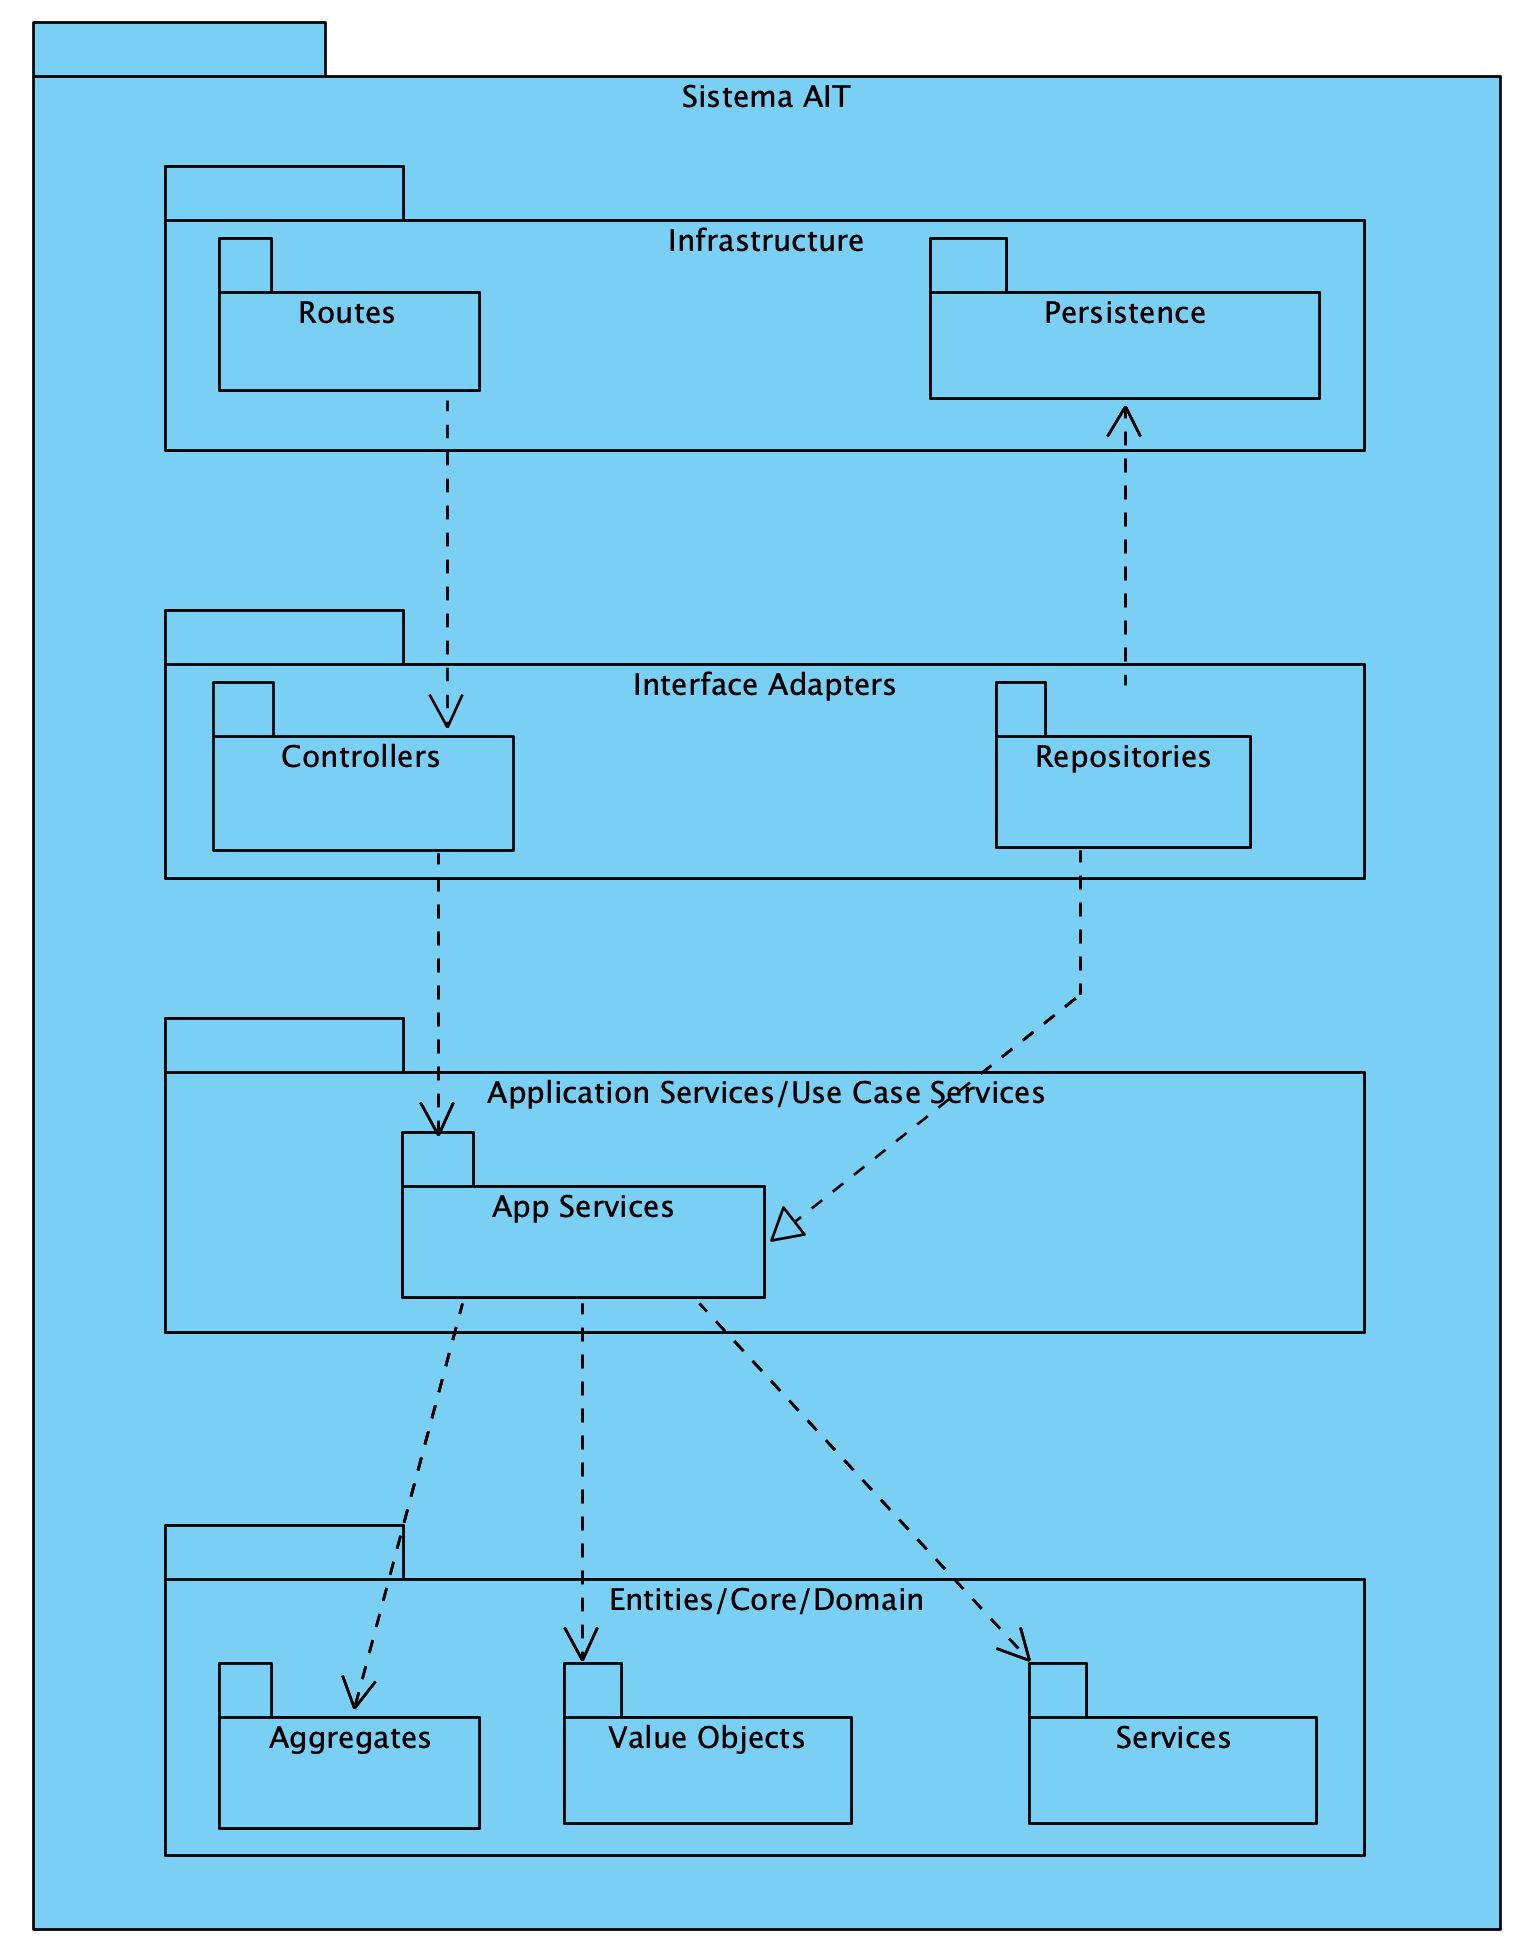 Sistema AIT
Infrastructure
Routes
Persistence
Interface Adapters
Controllers
Repositories
Application Services/Use Case Services
App Services
Entities/Core/Domain
Aggregates
Value Objects
Services